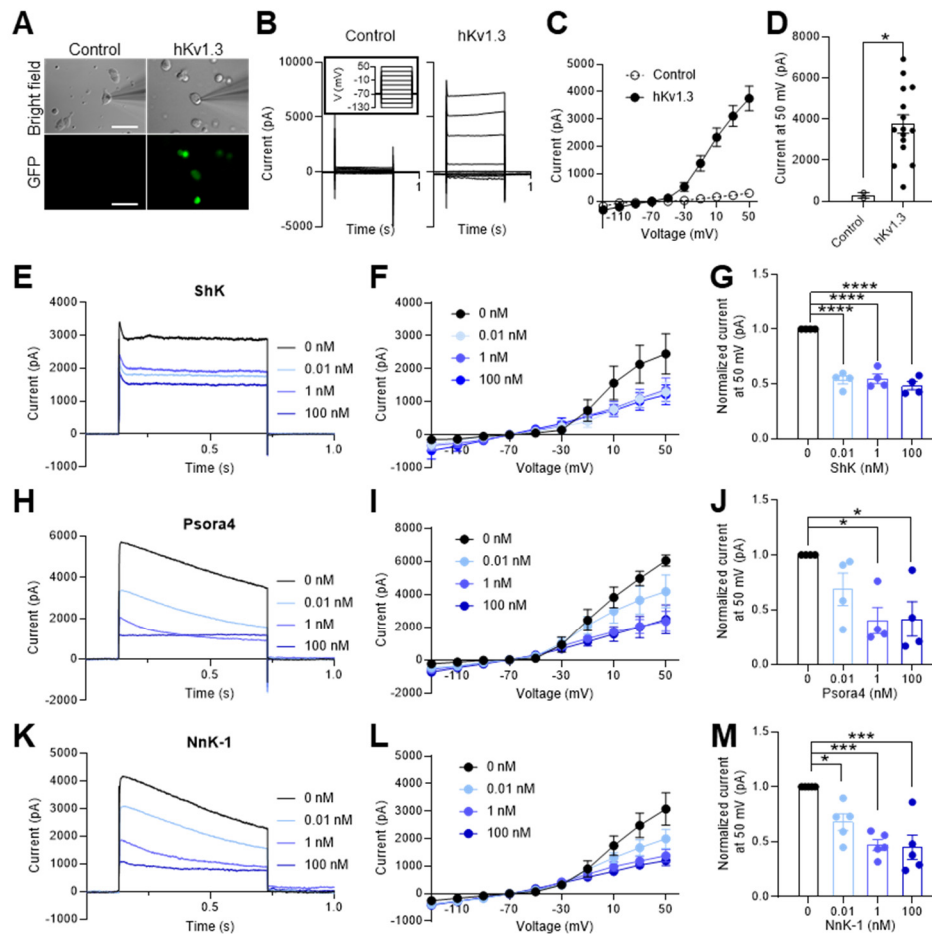 A
Control
hKv1.3
Bright field
GFP
B
Control
hKv1.3
10000
5000
0
-5000
Current (pA)
V (mV)
50
10
-30
-70
-130
1
1
Time (s)
Time (s)
C
Control
hKv1.3
5000
4000
3000
2000
1000
0
Current (pA)
-110
-70
-30
10
50
Voltage (mV)
D
*
8000
6000
4000
2000
0
Current at 50 mV (pA)
Control
hKv1.3
E
ShK
4000
3000
2000
1000
0
-1000
Current (pA)
0 nM
0.01 nM
1 nM
100 nM
0.5
1.0
Time (s)
F
4000
3000
2000
1000
0
-1000
Current (pA)
0 nM
0.01 nM
1 nM
100 nM
-110
-70
-30
10
50
Voltage (mV)
G
1.5
1.0
0.5
0.0
Normalized current
at 50 mV (pA)
****
****
****
0
0.01
1
100
ShK (nM)
H
Psora4
6000
4000
2000
0
-2000
Current (pA)
0 nM
0.01 nM
1 nM
100 nM
0.5
1.0
Time (s)
I
8000
6000
4000
2000
0
-2000
Current (pA)
0 nM
0.01 nM
1 nM
100 nM
-110
-70
-30
10
50
Voltage (mV)
J
1.5
1.0
0.5
0.0
Normalized current
at 50 mV (pA)
*
*
0
0.01
1
100
Psora4 (nM)
K
NnK-1
5000
4000
3000
2000
1000
0
-1000
Current (pA)
0 nM
0.01 nM
1 nM
100 nM
0.5
1.0
Time (s)
L
5000
4000
3000
2000
1000
0
-1000
Current (pA)
0 nM
0.01 nM
1 nM
100 nM
-110
-70
-30
10
50
Voltage (mV)
M
1.5
1.0
0.5
0.0
Normalized current
at 50 mV (pA)
***
***
*
0
0.01
1
100
NnK-1 (nM)